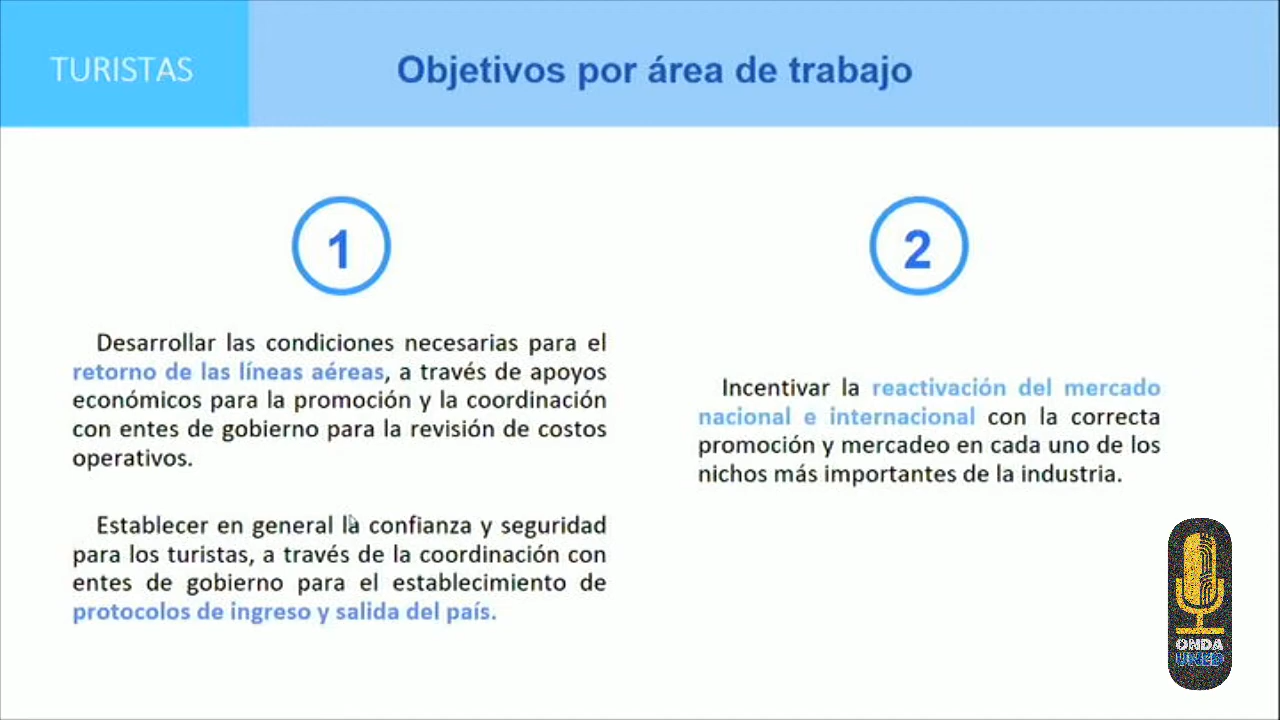 TURISTAS
Objetivos por área de trabajo
1
Desarrollar las condiciones necesarias para el
retorno de las líneas aéreas, a través de apoyos
económicos para la promoción y la coordinación
con entes de gobierno para la revisión de costos
operativos.
Establecer en general la confianza y seguridad
para los turistas, a través de la coordinación con
entes de gobierno para el establecimiento de
protocolos de ingreso y salida del país.
2
Incentivar la reactivación del mercado
nacional e internacional con la correcta
promoción y mercadeo en cada uno de los
nichos más importantes de la industria.
ONDA
UNED